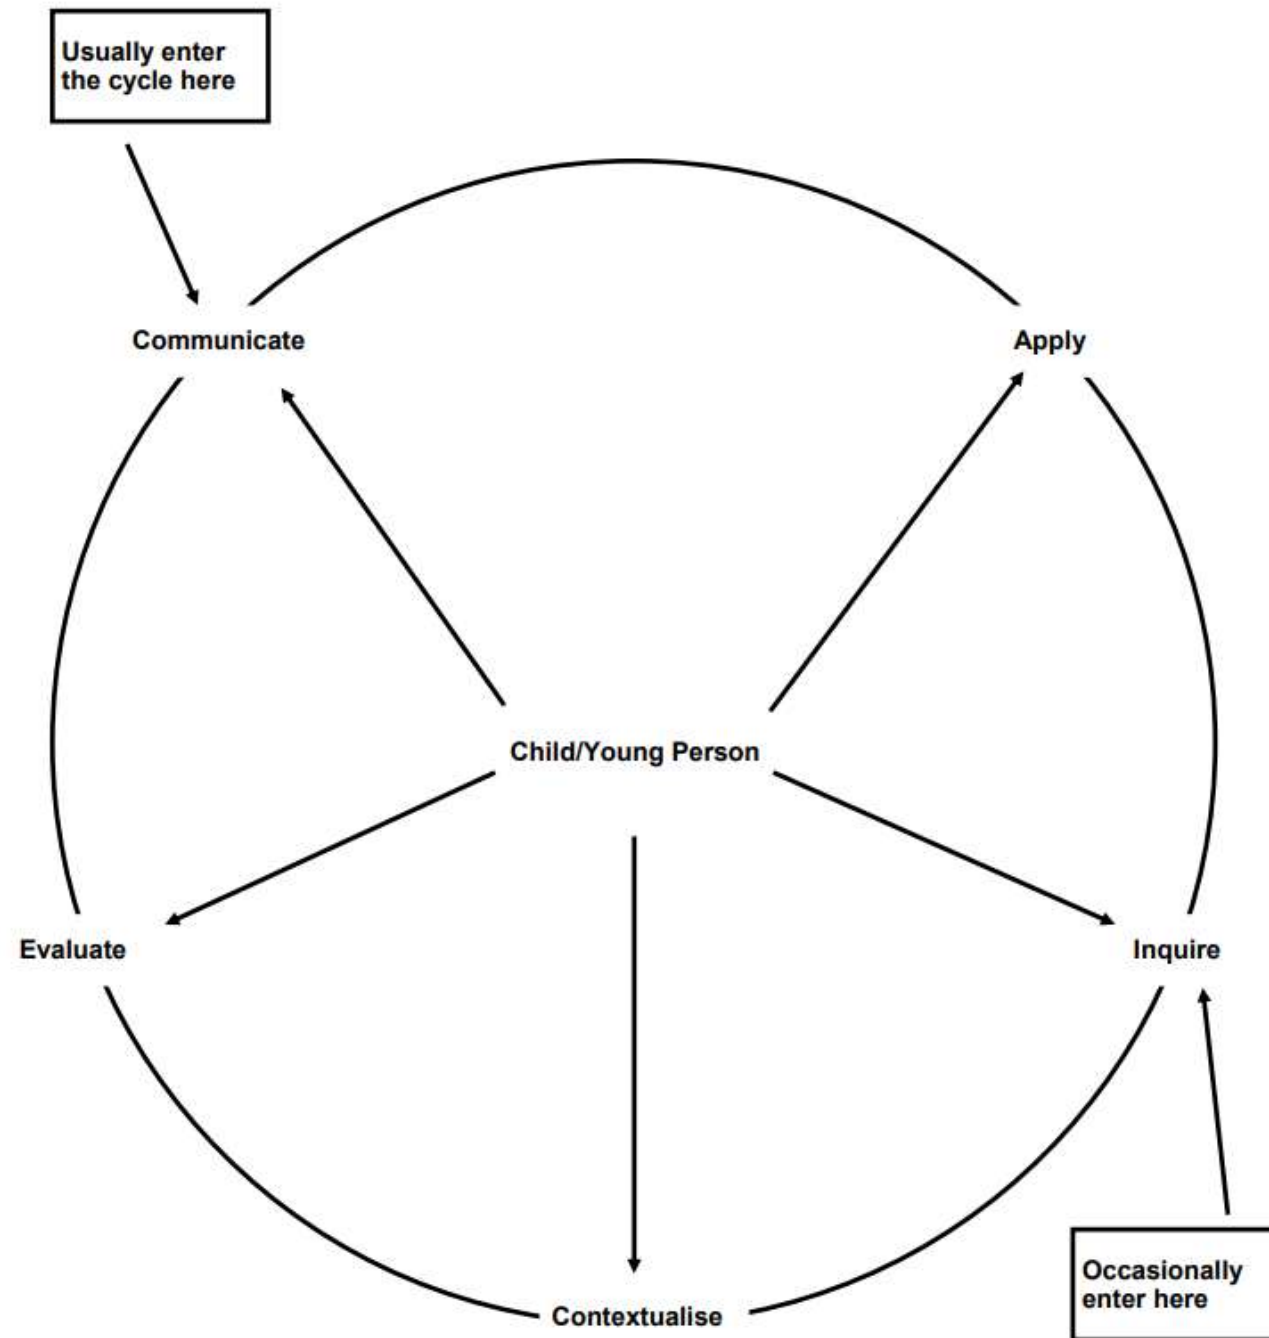 Usually enter
the cycle here
Communicate
Apply
Child/Young Person
Evaluate
Inquire
Contextualise
Occasionally
enter here